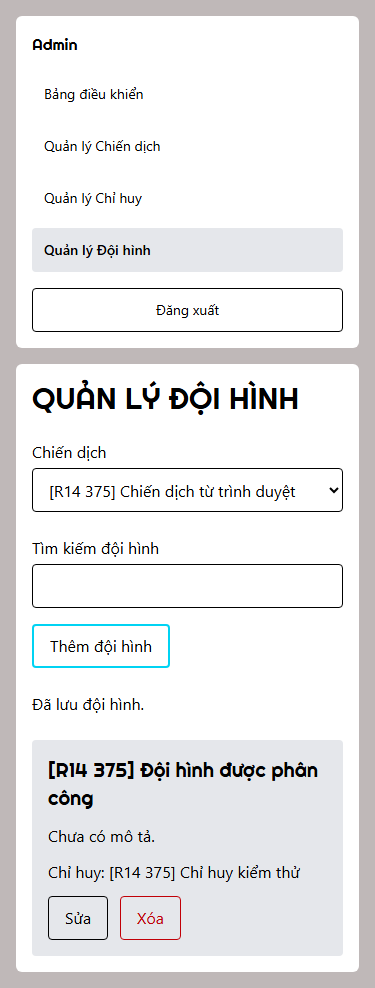 Admin
Bảng điều khiển
Quản lý Chiến dịch
Quản lý Chỉ huy
Quản lý Đội hình
Đăng xuất
QUẢN LÝ ĐỘI HÌNH
Chiến dịch
[R14 375] Chiến dịch từ trình duyệt
Tìm kiếm đội hình
Thêm đội hình
Đã lưu đội hình.
[R14 375] Đội hình được phân
công
Chưa có mô tả.
Chỉ huy: [R14 375] Chỉ huy kiểm thử
Sửa
Xóa